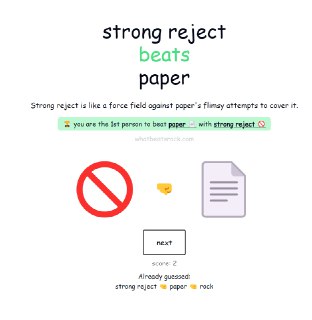 strong reject
beats
paper
Strong reject is like a force field against paper's flimsy attempts to cover it.
🏆 you are the 1st person to beat paper 📄 with strong reject 🚫
whatbeatsrock.com
next
score: 2
Already guessed:
strong reject 🤜 paper 🤜 rock